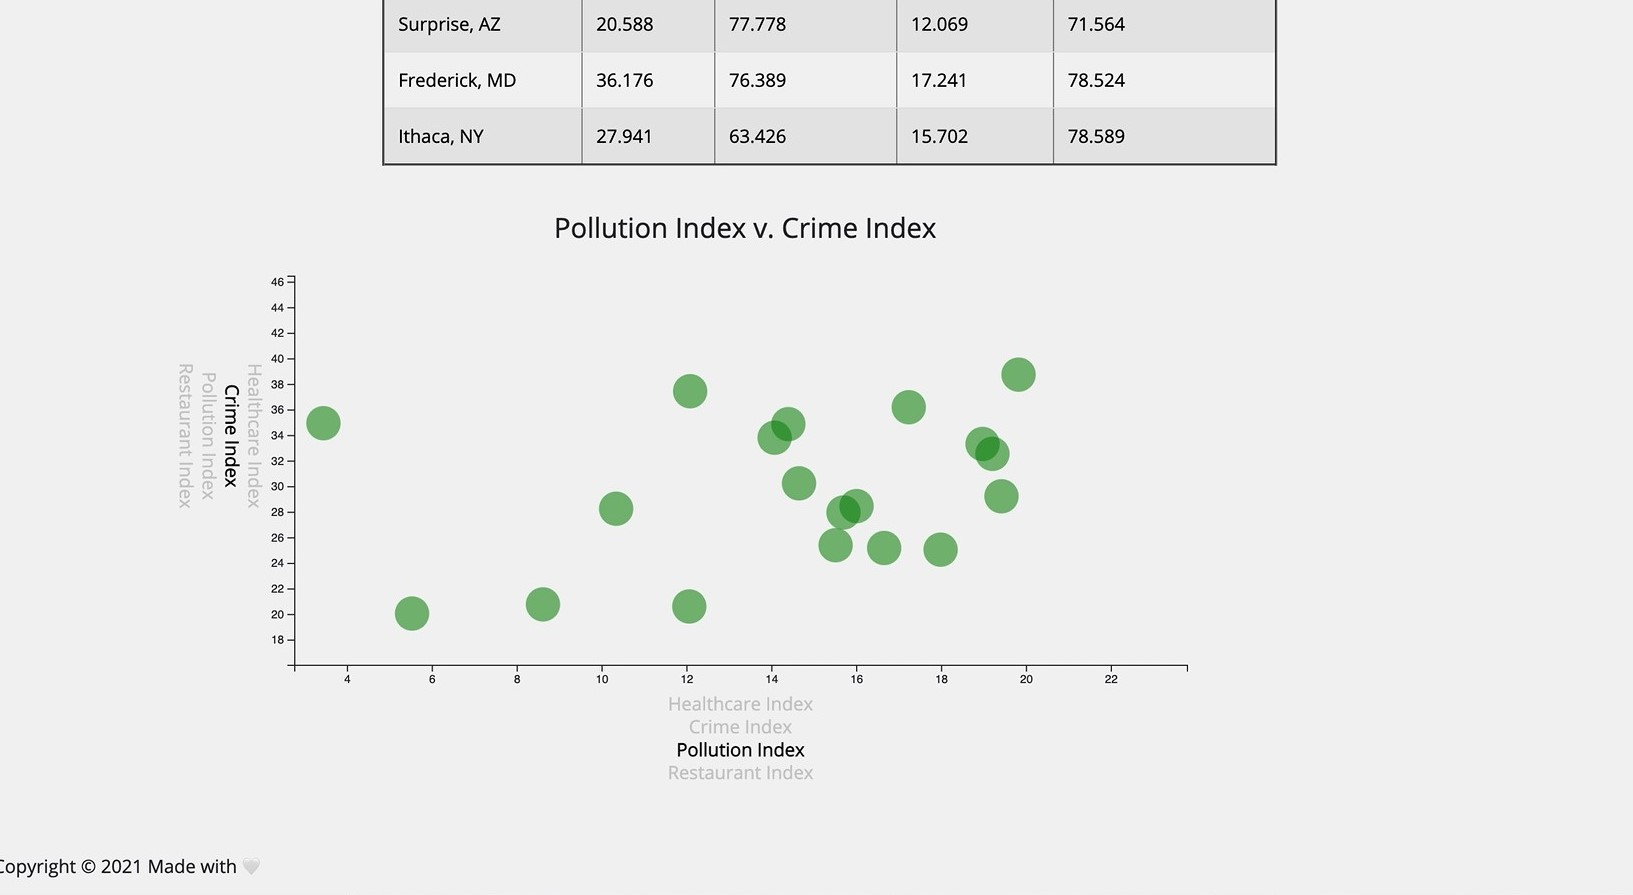 Surprise, AZ 20.588 77.778 12.069 71.564
Frederick, MD 36.176 76.389 17.241 78.524
Ithaca, NY 27.941 63.426 15.702 78.589
Pollution Index v. Crime Index
46
44
42
40
38
36
34
32
30
28
26
24
22
20
18
Restaurant Index
Pollution Index
Crime Index
Healthcare Index
4 6 8 10 12 14 16 18 20 22
Healthcare Index
Crime Index
Pollution Index
Restaurant Index
Copyright © 2021 Made with 🤍